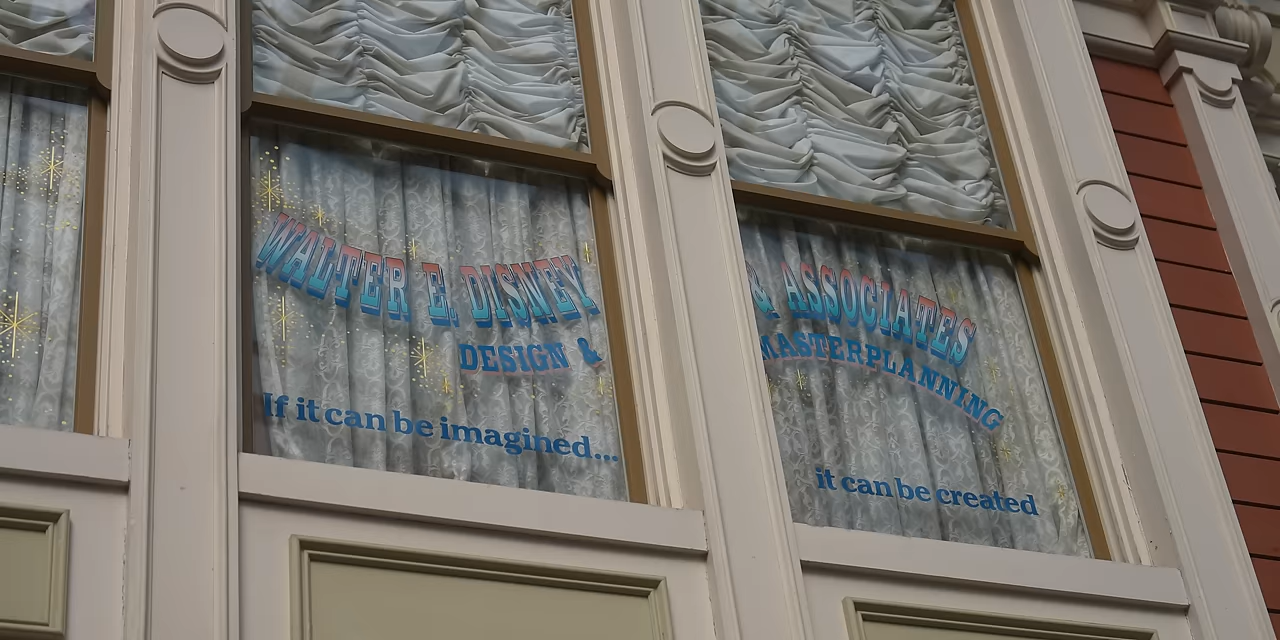 WALTER E. DISNEY & ASSOCIATES
DESIGN & MASTERPLANNING
If it can be imagined... it can be created